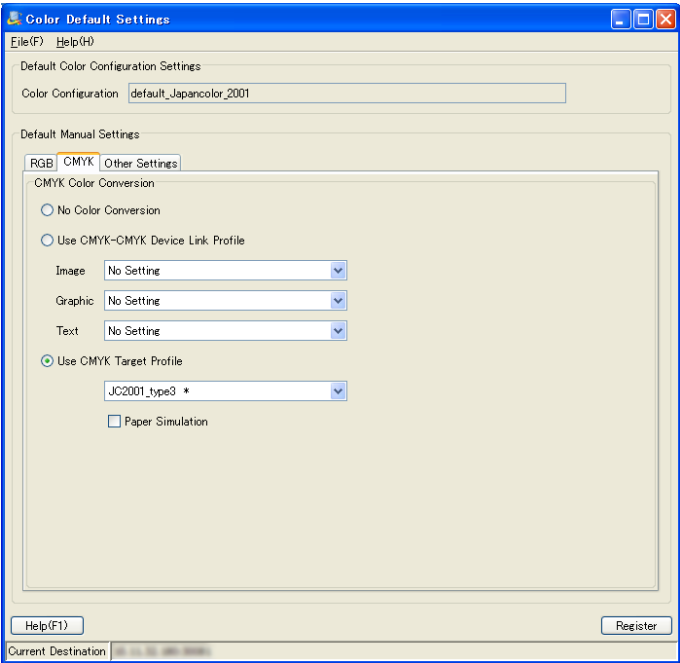 Color Default Settings
File(F) Help(H)
Default Color Configuration Settings
Color Configuration default_Japancolor_2001
Default Manual Settings
RGB CMYK Other Settings
CMYK Color Conversion
No Color Conversion
Use CMYK-CMYK Device Link Profile
Image No Setting
Graphic No Setting
Text No Setting
Use CMYK Target Profile
JC2001_type3 *
Paper Simulation
Help(F1) Register
Current Destination